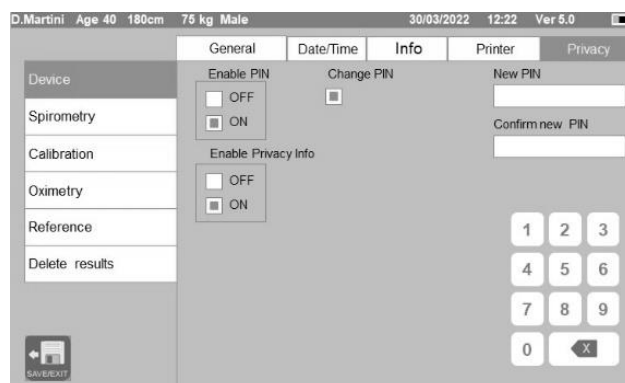 D.Martini Age 40 180cm 75 kg Male 30/03/2022 12:22 Ver 5.0
General Date/Time Info Printer Privacy
Device
Spirometry
Calibration
Oximetry
Reference
Delete results
Enable PIN
OFF
ON
Change PIN
New PIN
Confirm new PIN
Enable Privacy Info
OFF
ON
1 2 3
4 5 6
7 8 9
0 X
SAVE/EXIT